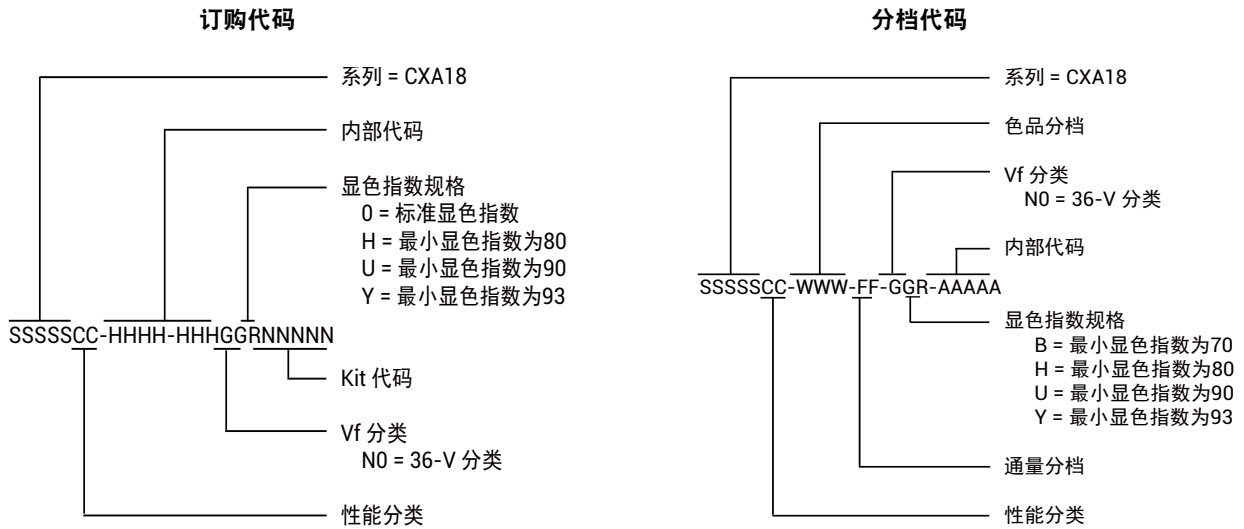 订购代码
系列 = CXA18
内部代码
显色指数规格
0 = 标准显色指数
H = 最小显色指数为80
U = 最小显色指数为90
Y = 最小显色指数为93
SSSSSCC-HHHH-HHHGGRNNNNN
Kit 代码
Vf 分类
N0 = 36-V 分类
性能分类
分档代码
系列 = CXA18
色品分档
Vf 分类
N0 = 36-V 分类
内部代码
SSSSSCC-WWW-FF-GGR-AAAAA
显色指数规格
B = 最小显色指数为70
H = 最小显色指数为80
U = 最小显色指数为90
Y = 最小显色指数为93
通量分档
性能分类